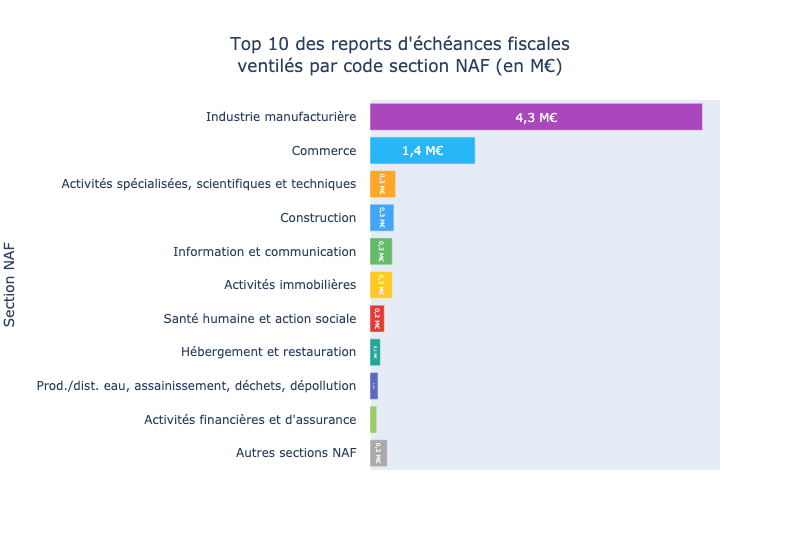 Top 10 des reports d'échéances fiscales
ventilés par code section NAF (en M€)
Section NAF
Industrie manufacturière
4,3 M€
Commerce
1,4 M€
Activités spécialisées, scientifiques et techniques
0,3 M€
Construction
0,3 M€
Information et communication
0,3 M€
Activités immobilières
0,3 M€
Santé humaine et action sociale
0,2 M€
Hébergement et restauration
Prod./dist. eau, assainissement, déchets, dépollution
Activités financières et d'assurance
Autres sections NAF
0,2 M€